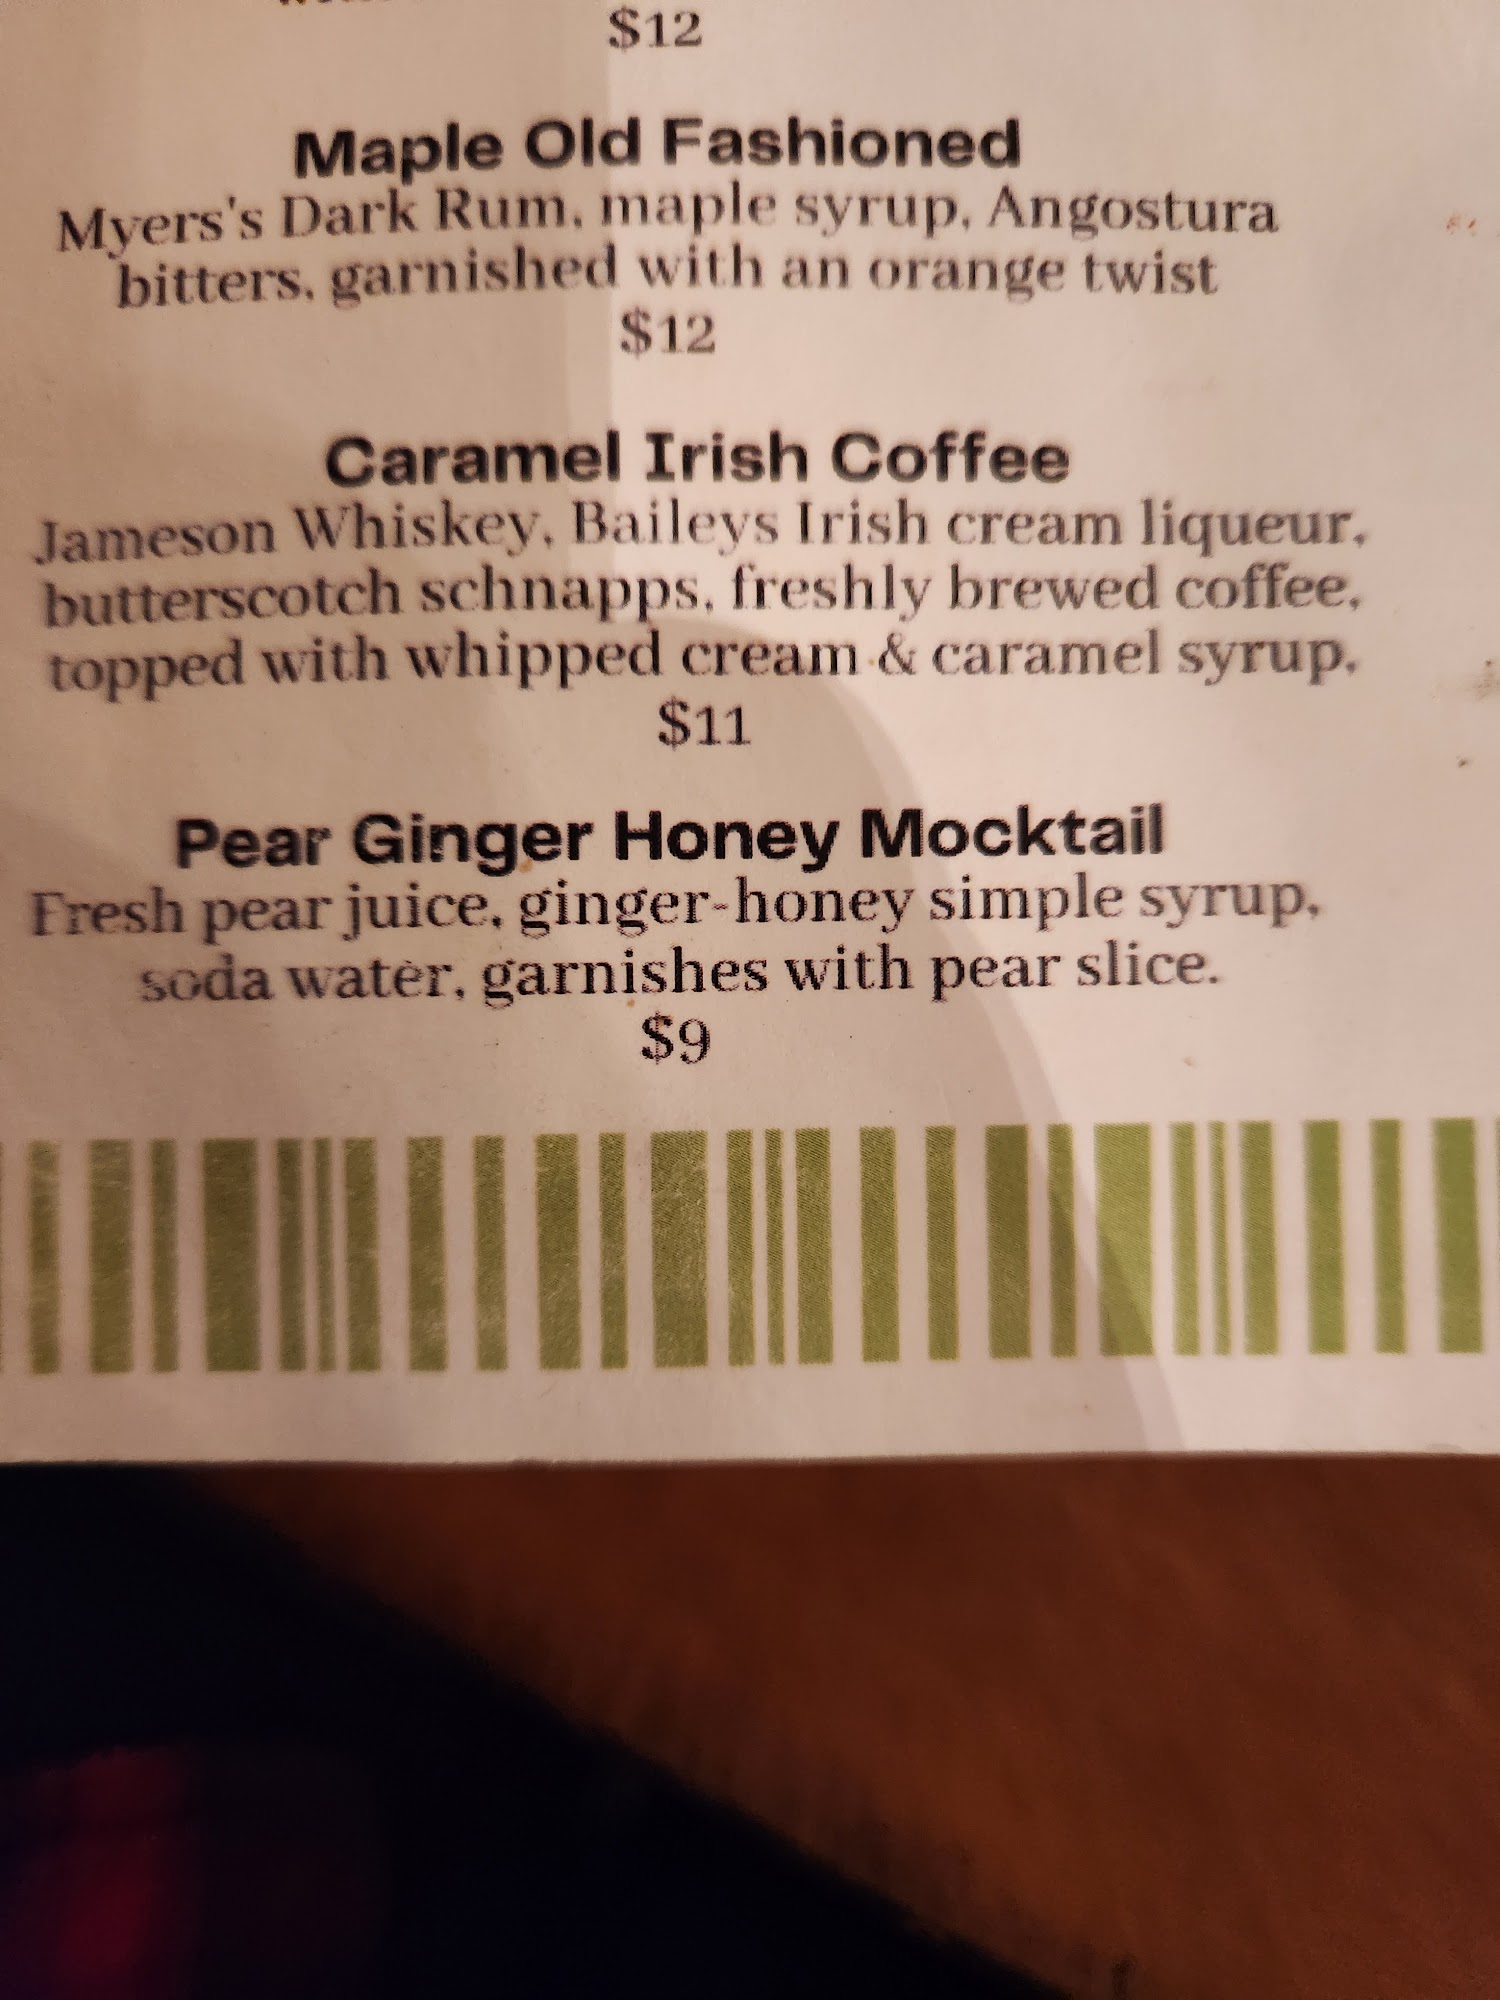 $12
Maple Old Fashioned
Myers's Dark Rum, maple syrup, Angostura
bitters, garnished with an orange twist
$12
Caramel Irish Coffee
Jameson Whiskey, Baileys Irish cream liqueur,
butterscotch schnapps, freshly brewed coffee,
topped with whipped cream & caramel syrup.
$11
Pear Ginger Honey Mocktail
Fresh pear juice, ginger-honey simple syrup,
soda water, garnishes with pear slice.
$9